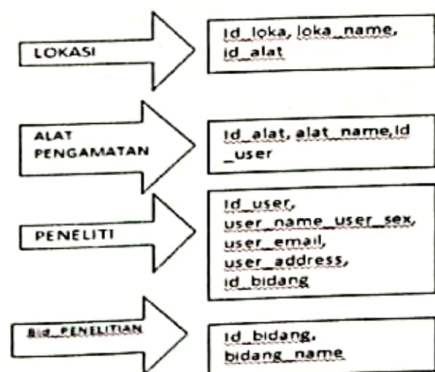 LOKASI
Id_loka, loka_name,
id_alat
ALAT
PENGAMATAN
Id_alat, alat_name,Id
_user
PENELITI
Id_user,
user_name_user_sex,
user_email,
user_address,
id_bidang
Bid_PENELITIAN
Id_bidang,
bidang_name